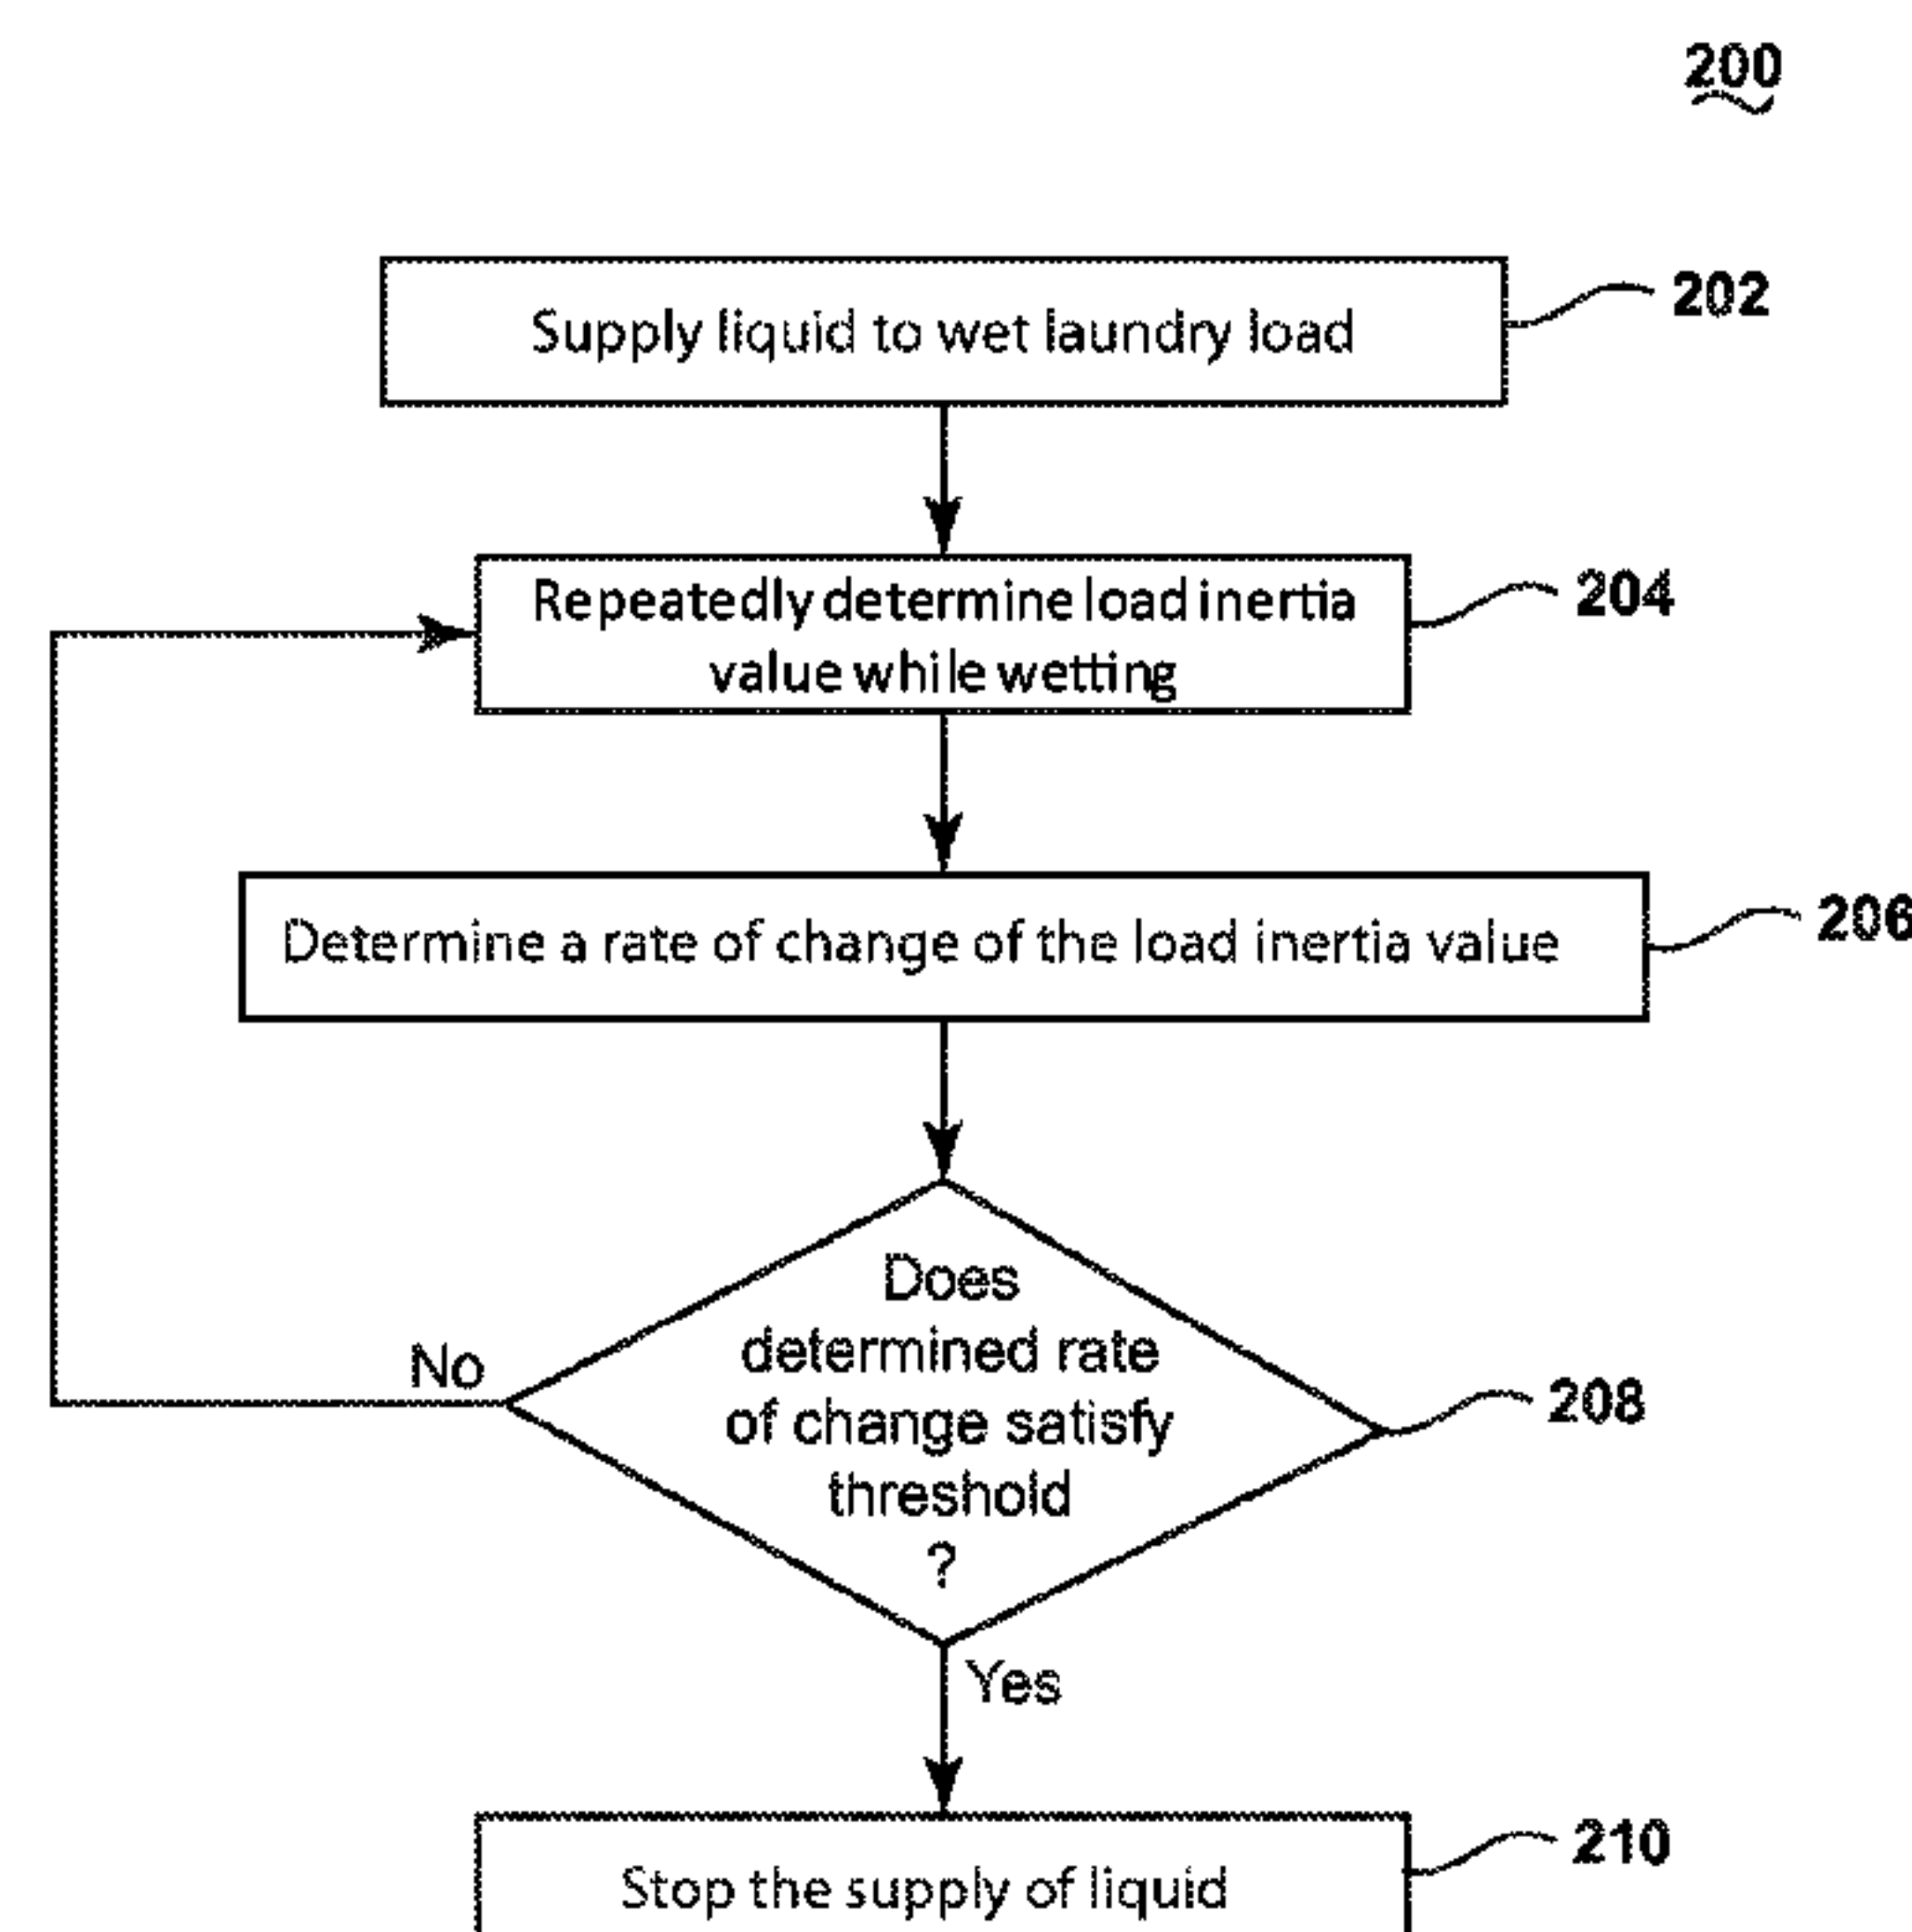 200
Supply liquid to wet laundry load
202
Repeatedly determine load inertia
value while wetting
204
Determine a rate of change of the load inertia value
206
Does
determined rate
of change satisfy
threshold
?
208
No
Yes
Stop the supply of liquid
210